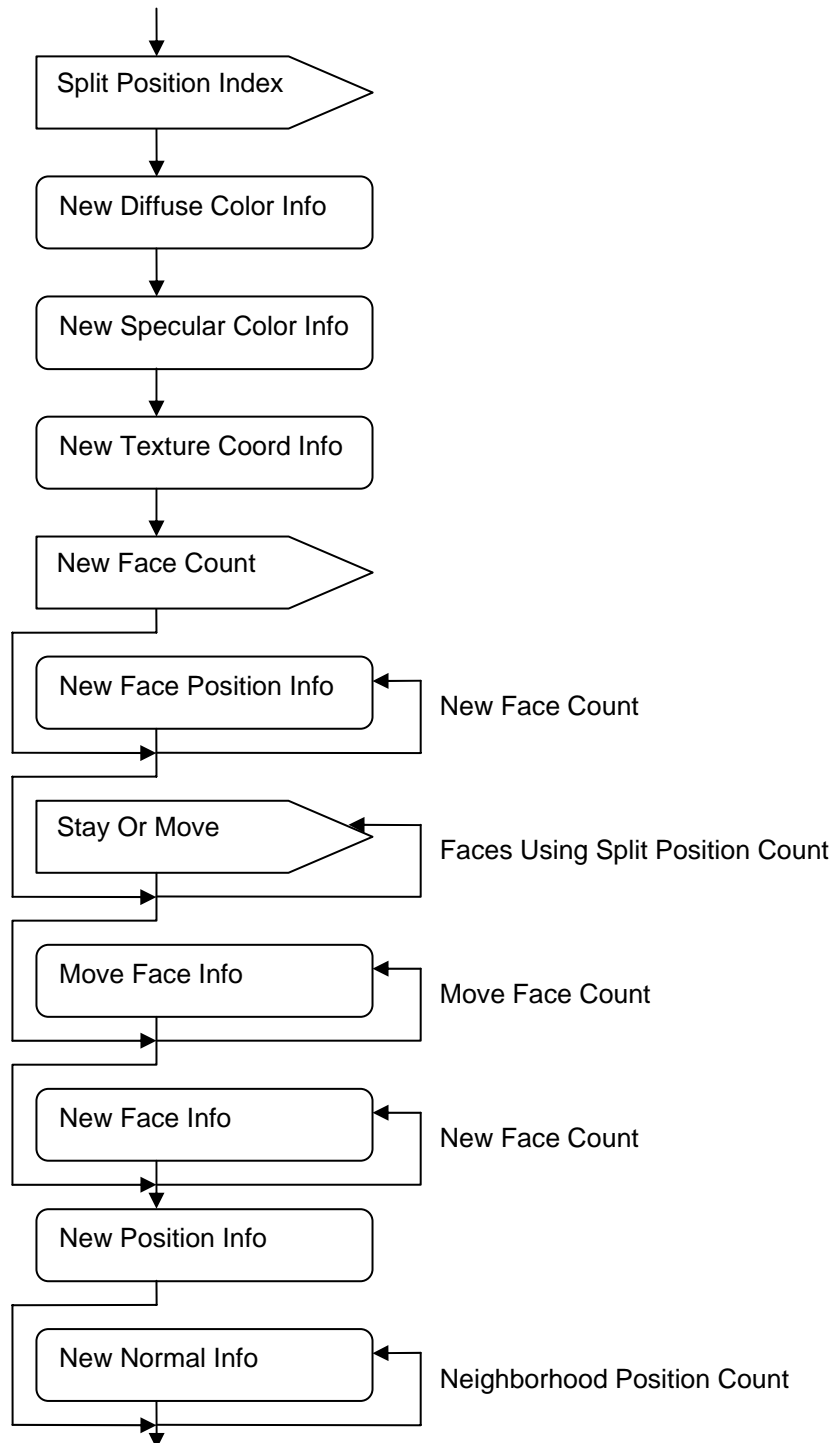 Split Position Index
New Diffuse Color Info
New Specular Color Info
New Texture Coord Info
New Face Count
New Face Position Info
New Face Count
Stay Or Move
Faces Using Split Position Count
Move Face Info
Move Face Count
New Face Info
New Face Count
New Position Info
New Normal Info
Neighborhood Position Count